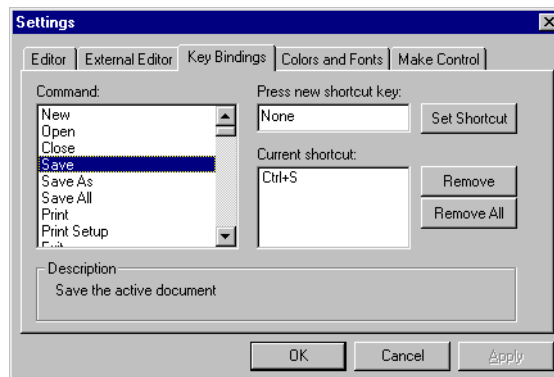 Settings
Editor External Editor Key Bindings Colors and Fonts Make Control
Command:
New
Open
Close
Save
Save As
Save All
Print
Print Setup
Press new shortcut key:
None
Set Shortcut
Current shortcut:
Ctrl+S
Remove
Remove All
Description
Save the active document
OK Cancel Apply